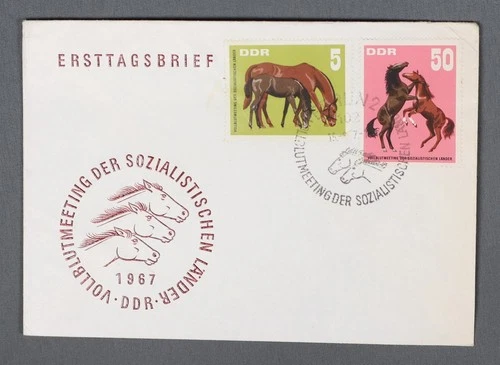 ERSTTAGSBRIEF
DDR 5
VOLLBLUTMEETING DER SOZIALISTISCHEN LÄNDER
DDR 50
VOLLBLUTMEETING DER SOZIALISTISCHEN LÄNDER
VOLLBLUTMEETING DER SOZIALISTISCHEN
VOLLBLUTMEETING DER SOZIALISTISCHEN LÄNDER
1967
· DDR ·